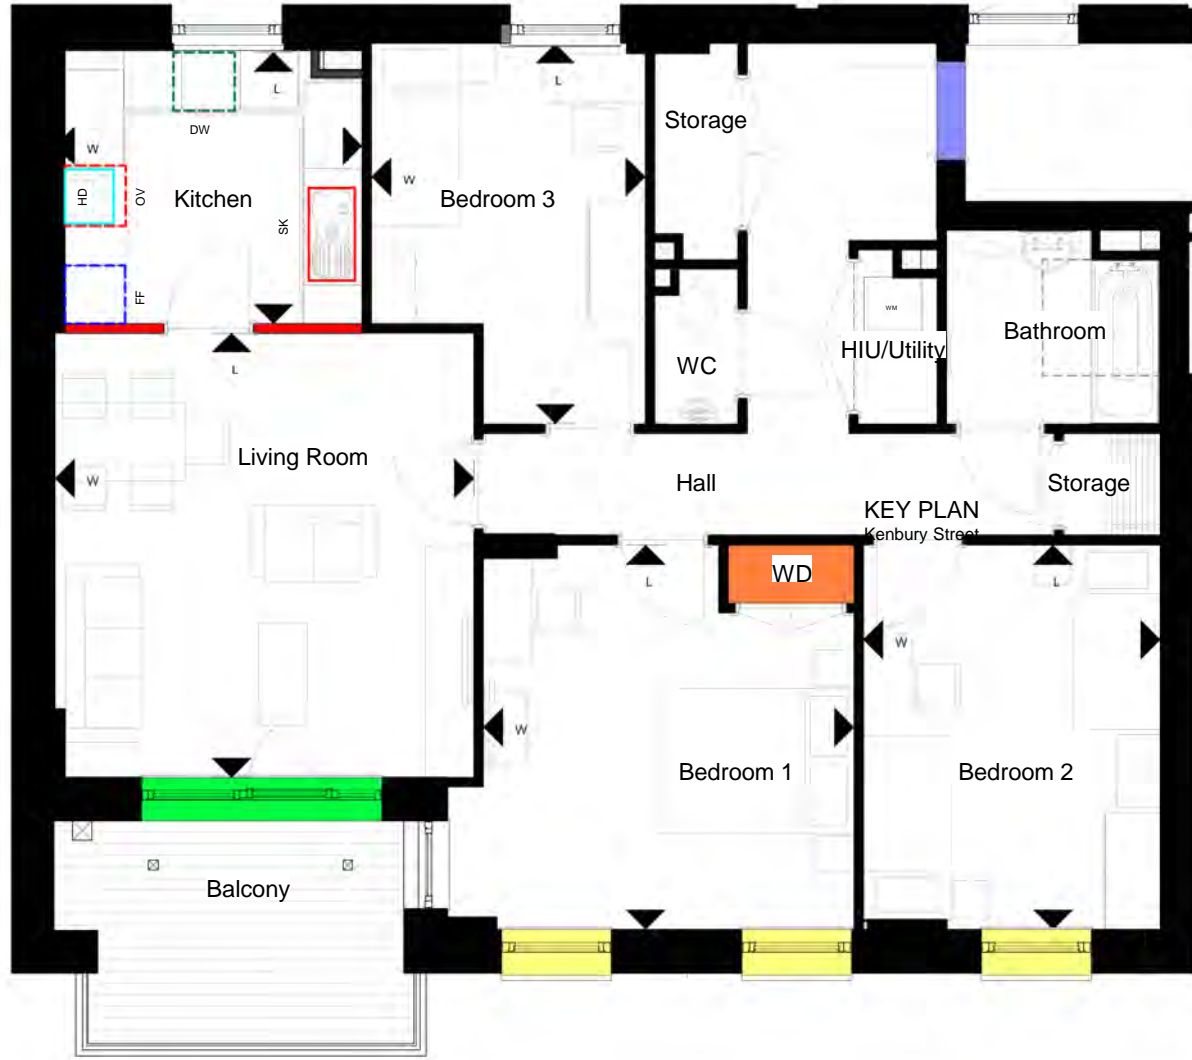 L
L
DW
Storage
W
W
HD
OV
Kitchen
SK
Bedroom 3
FF
WM
Bathroom
HIU/Utility
WC
L
Living Room
W
Hall
Storage
KEY PLAN
Kenbury Street
WD
L
L
W
W
Bedroom 1
Bedroom 2
Balcony